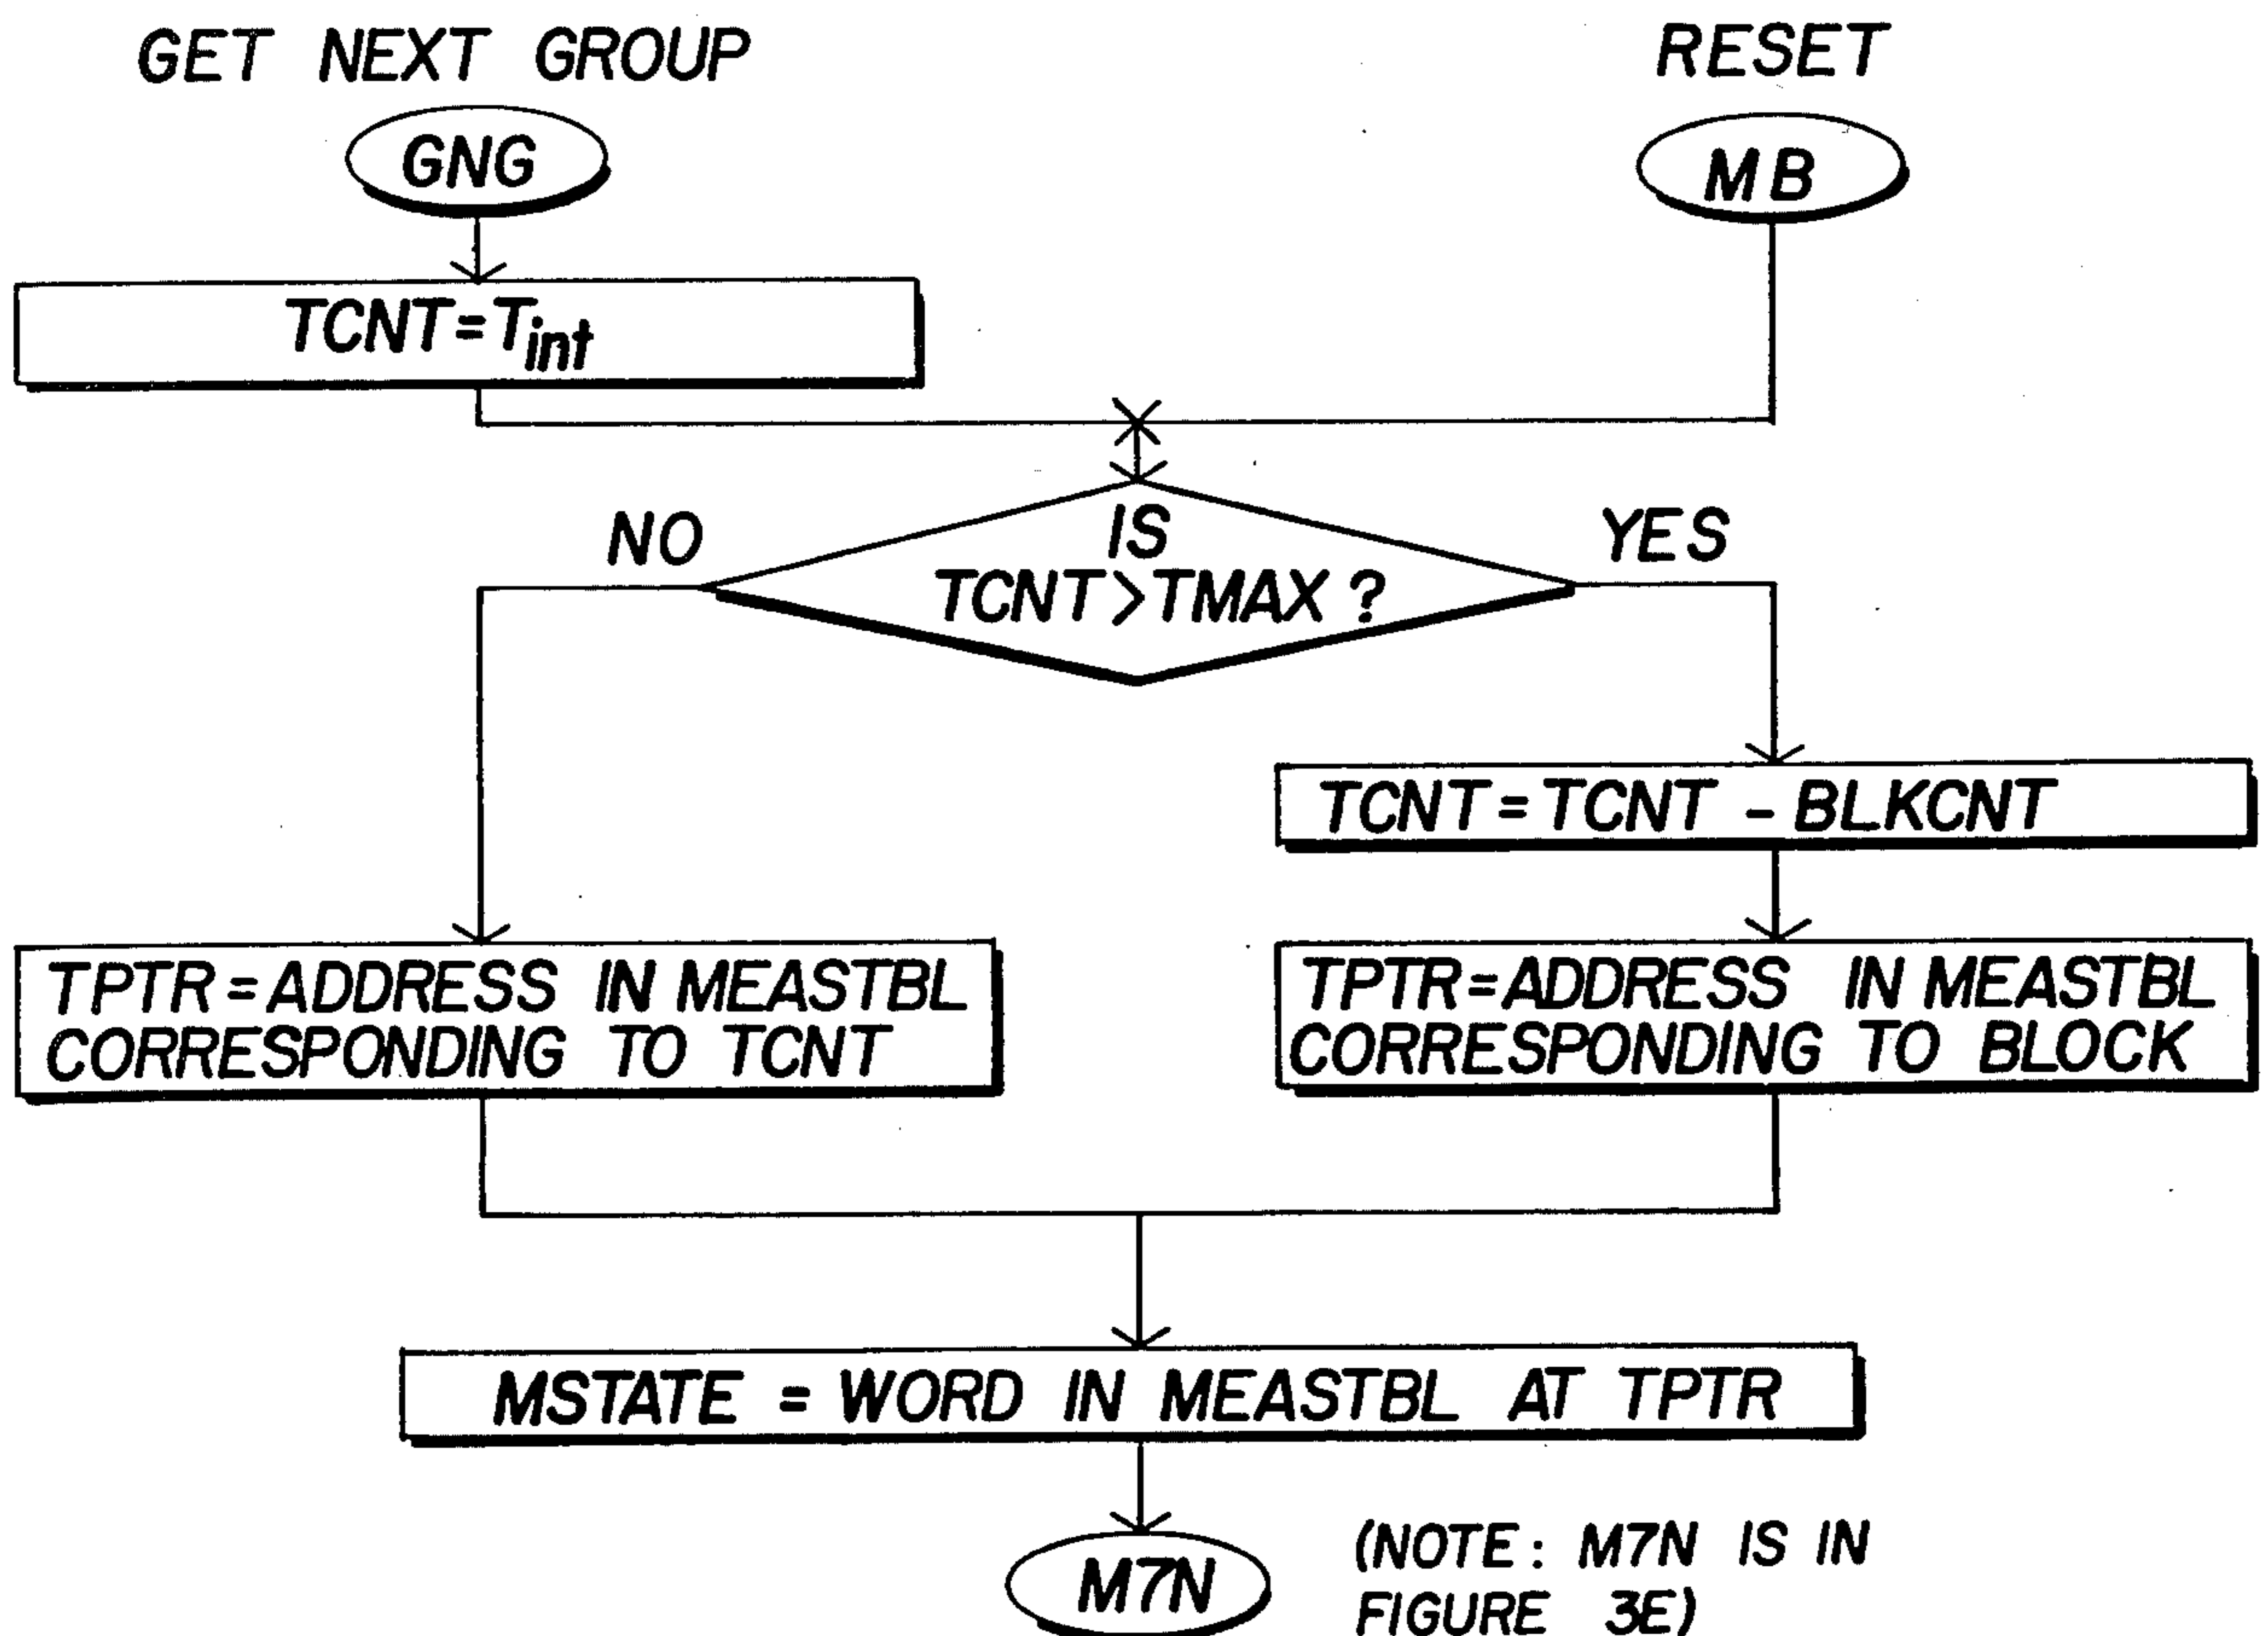 GET NEXT GROUP
RESET
GNG
MB
TCNT=Tint
NO
IS
TCNT>TMAX ?
YES
TCNT=TCNT - BLKCNT
TPTR=ADDRESS IN MEASTBL
CORRESPONDING TO TCNT
TPTR=ADDRESS IN MEASTBL
CORRESPONDING TO BLOCK
MSTATE = WORD IN MEASTBL AT TPTR
M7N
(NOTE: M7N IS IN
FIGURE 3E)